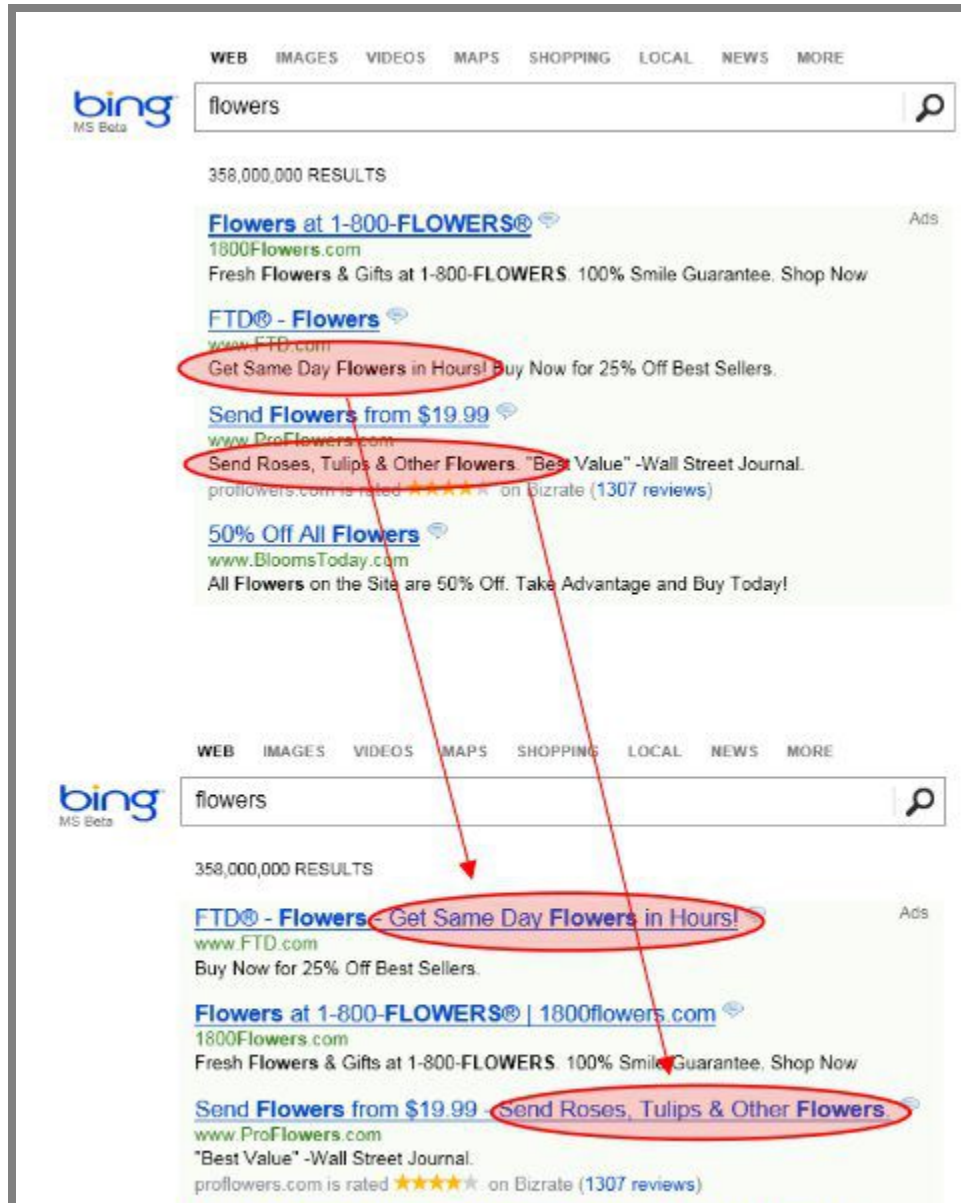 WEB IMAGES VIDEOS MAPS SHOPPING LOCAL NEWS MORE
bing
MS Beta
flowers
358,000,000 RESULTS
Flowers at 1-800-FLOWERS®
Ads
1800Flowers.com
Fresh Flowers & Gifts at 1-800-FLOWERS. 100% Smile Guarantee. Shop Now
FTD® - Flowers
www.FTD.com
Get Same Day Flowers in Hours! Buy Now for 25% Off Best Sellers.
Send Flowers from $19.99
www.ProFlowers.com
Send Roses, Tulips & Other Flowers. "Best Value" -Wall Street Journal.
proflowers.com is rated ★★★★★ on Bizrate (1307 reviews)
50% Off All Flowers
www.BloomsToday.com
All Flowers on the Site are 50% Off. Take Advantage and Buy Today!
WEB IMAGES VIDEOS MAPS SHOPPING LOCAL NEWS MORE
bing
MS Beta
flowers
358,000,000 RESULTS
FTD® - Flowers - Get Same Day Flowers in Hours!
Ads
www.FTD.com
Buy Now for 25% Off Best Sellers.
Flowers at 1-800-FLOWERS® | 1800flowers.com
1800Flowers.com
Fresh Flowers & Gifts at 1-800-FLOWERS. 100% Smile Guarantee. Shop Now
Send Flowers from $19.99 - Send Roses, Tulips & Other Flowers.
www.ProFlowers.com
"Best Value" -Wall Street Journal.
proflowers.com is rated ★★★★★ on Bizrate (1307 reviews)